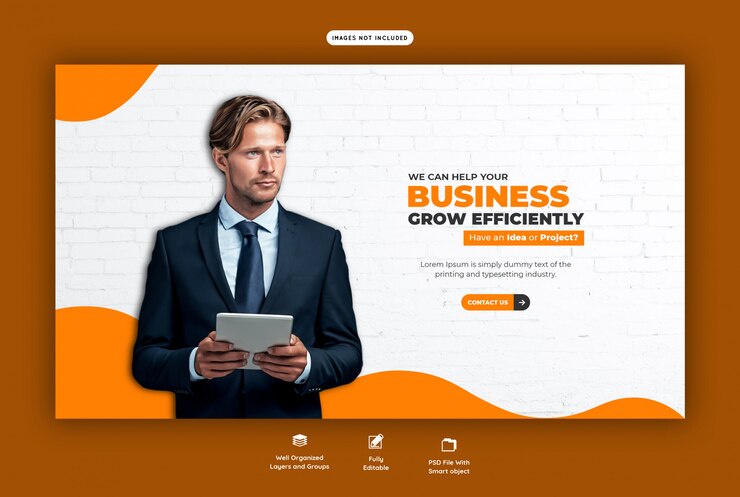 IMAGES NOT INCLUDED
WE CAN HELP YOUR
BUSINESS
GROW EFFICIENTLY
Have an Idea or Project?
Lorem Ipsum is simply dummy text of the
printing and typesetting industry.
CONTACT US
Well Organized
Layers and Groups
Fully
Editable
PSD File With
Smart object